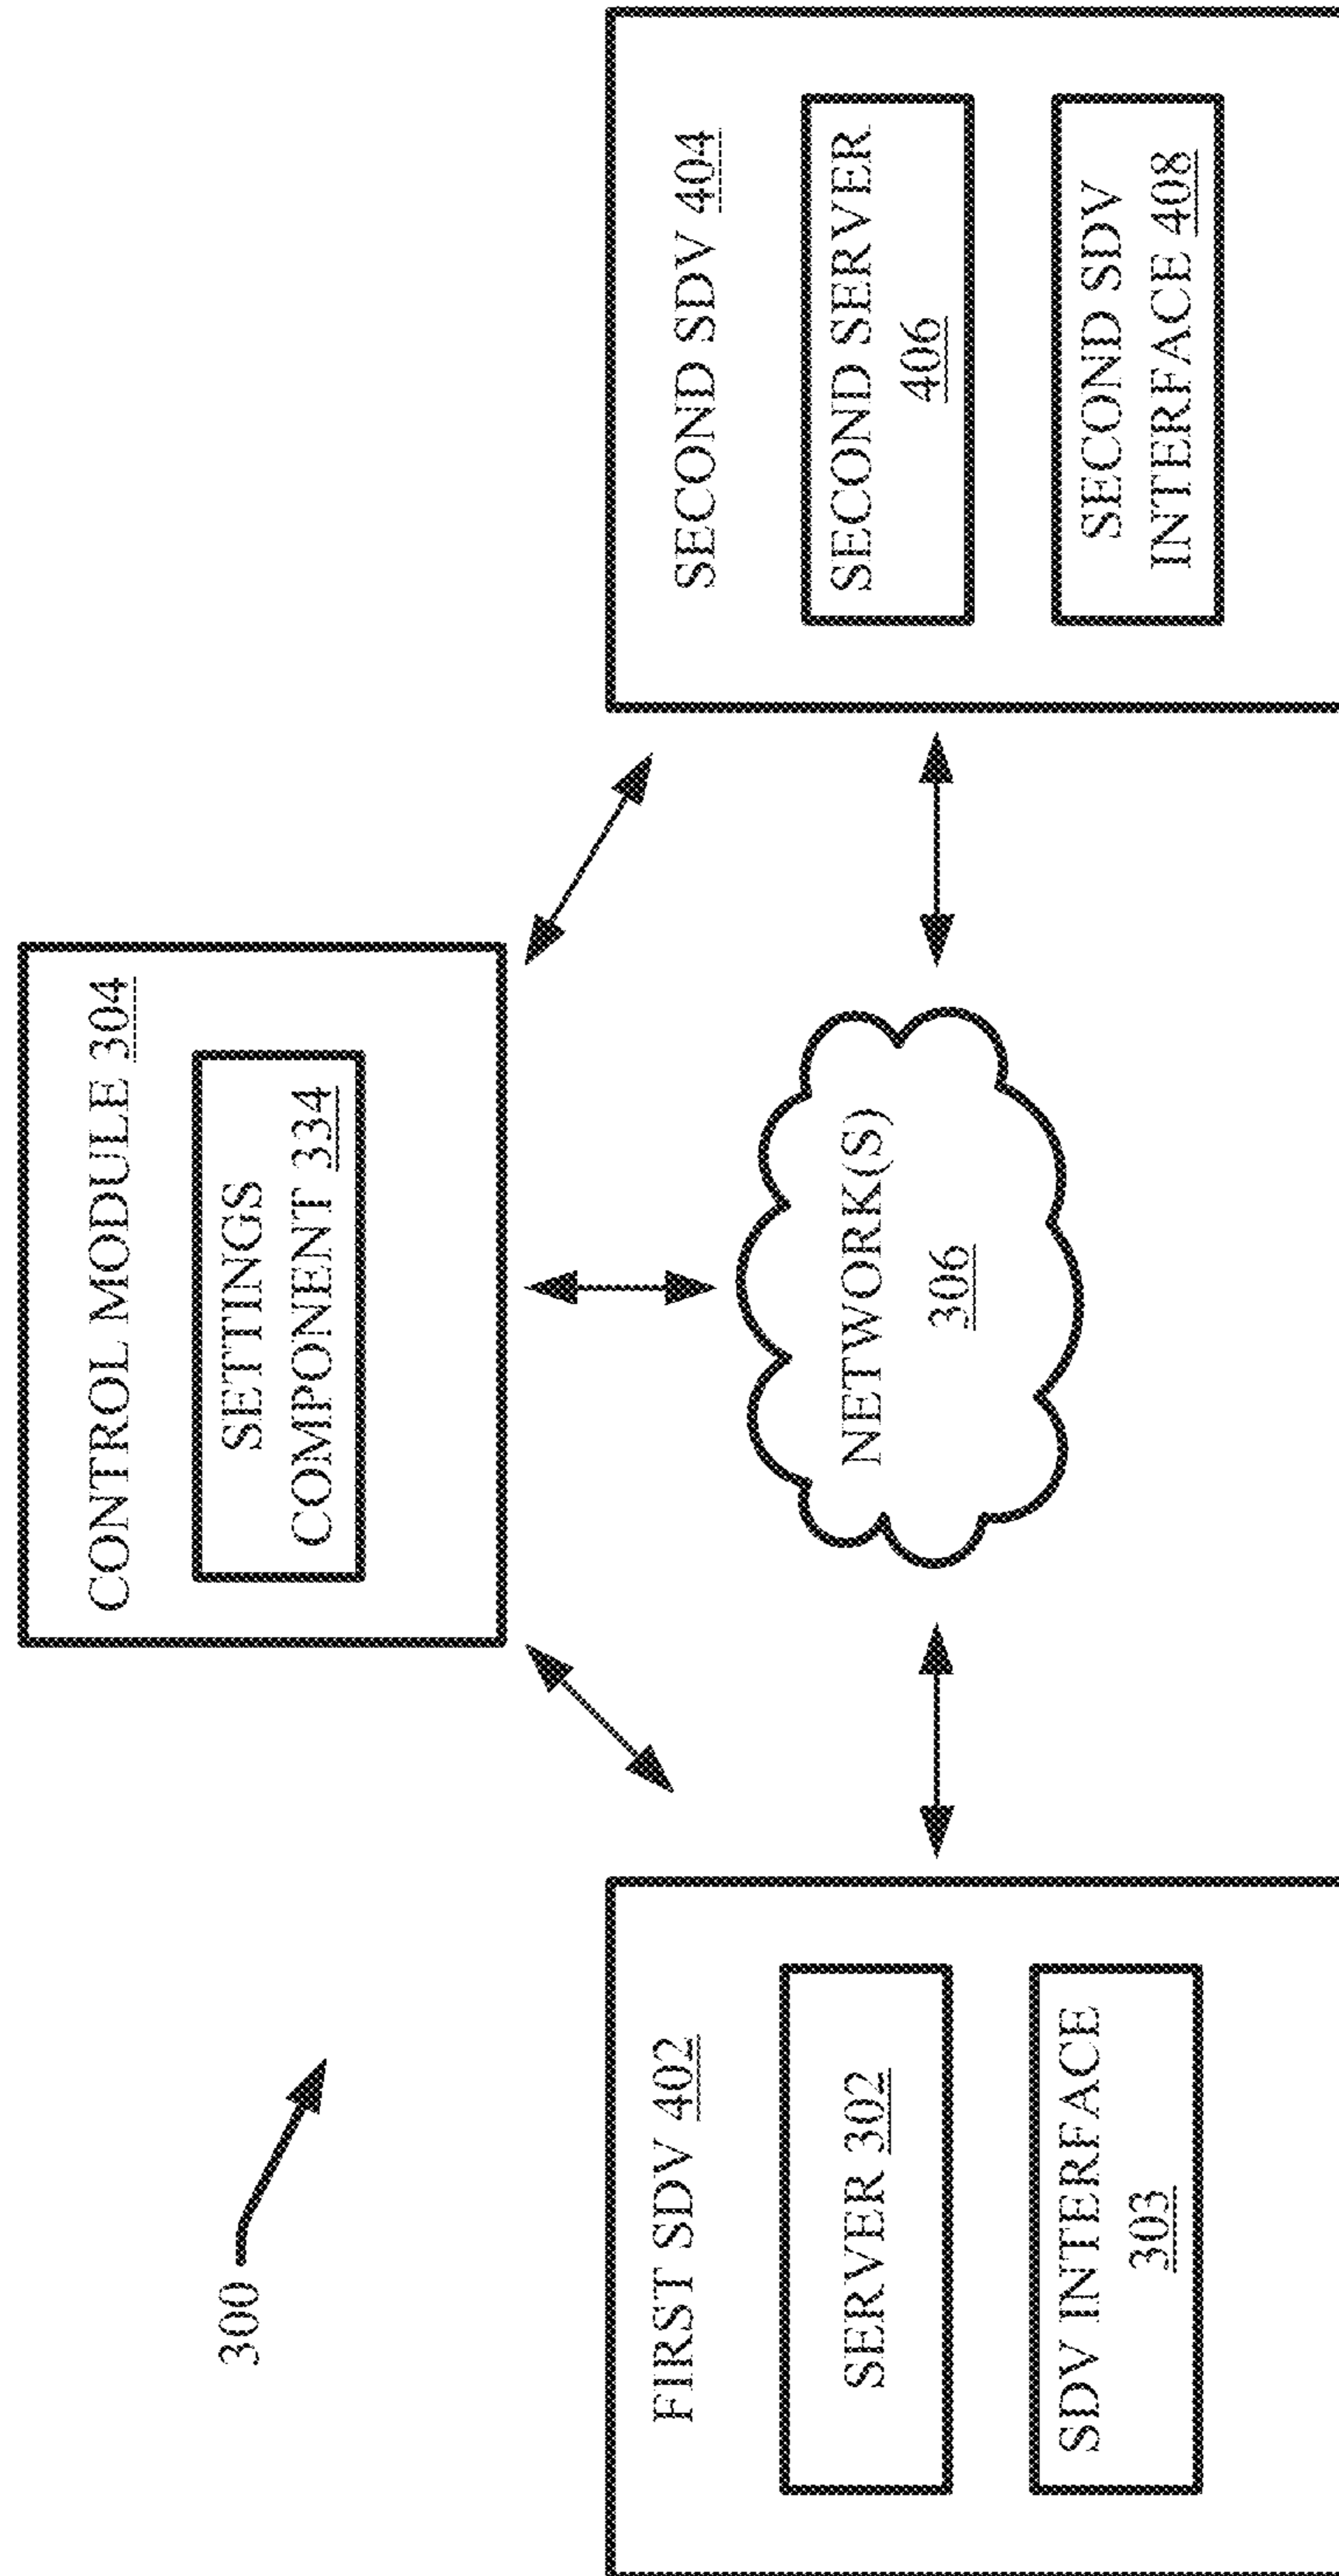 300
CONTROL MODULE 304
SETTINGS
COMPONENT 334
FIRST SDV 402
SERVER 302
SDV INTERFACE
303
NETWORK(S)
306
SECOND SDV 404
SECOND SERVER
406
SECOND SDV
INTERFACE 408